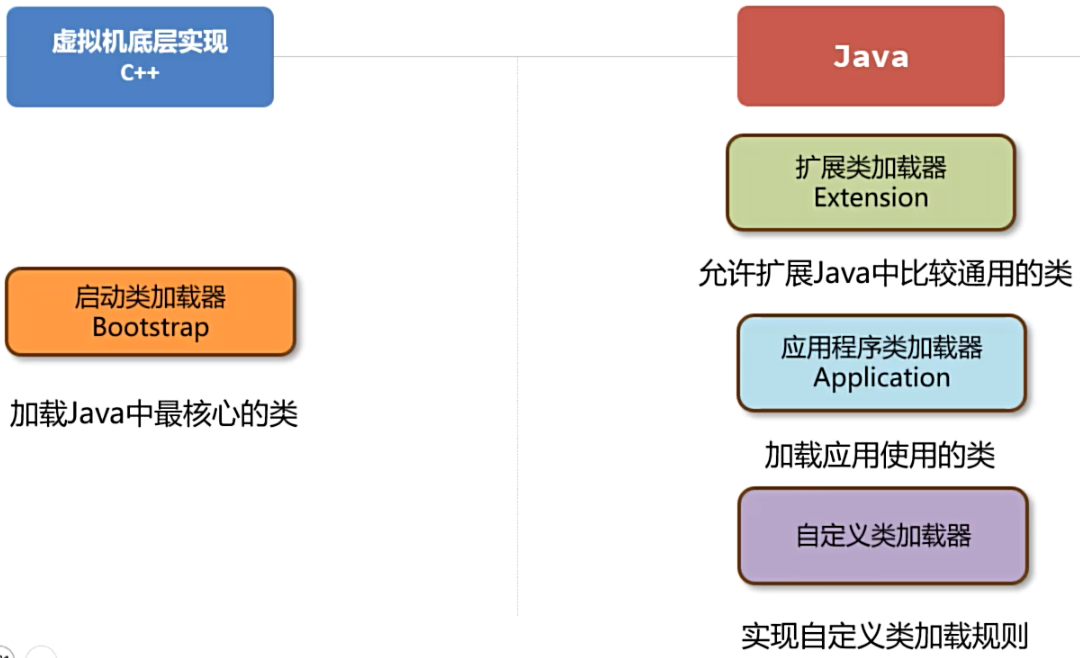 虚拟机底层实现
C++
Java
扩展类加载器
Extension
允许扩展Java中比较通用的类
启动类加载器
Bootstrap
加载Java中最核心的类
应用程序类加载器
Application
加载应用使用的类
自定义类加载器
实现自定义类加载规则